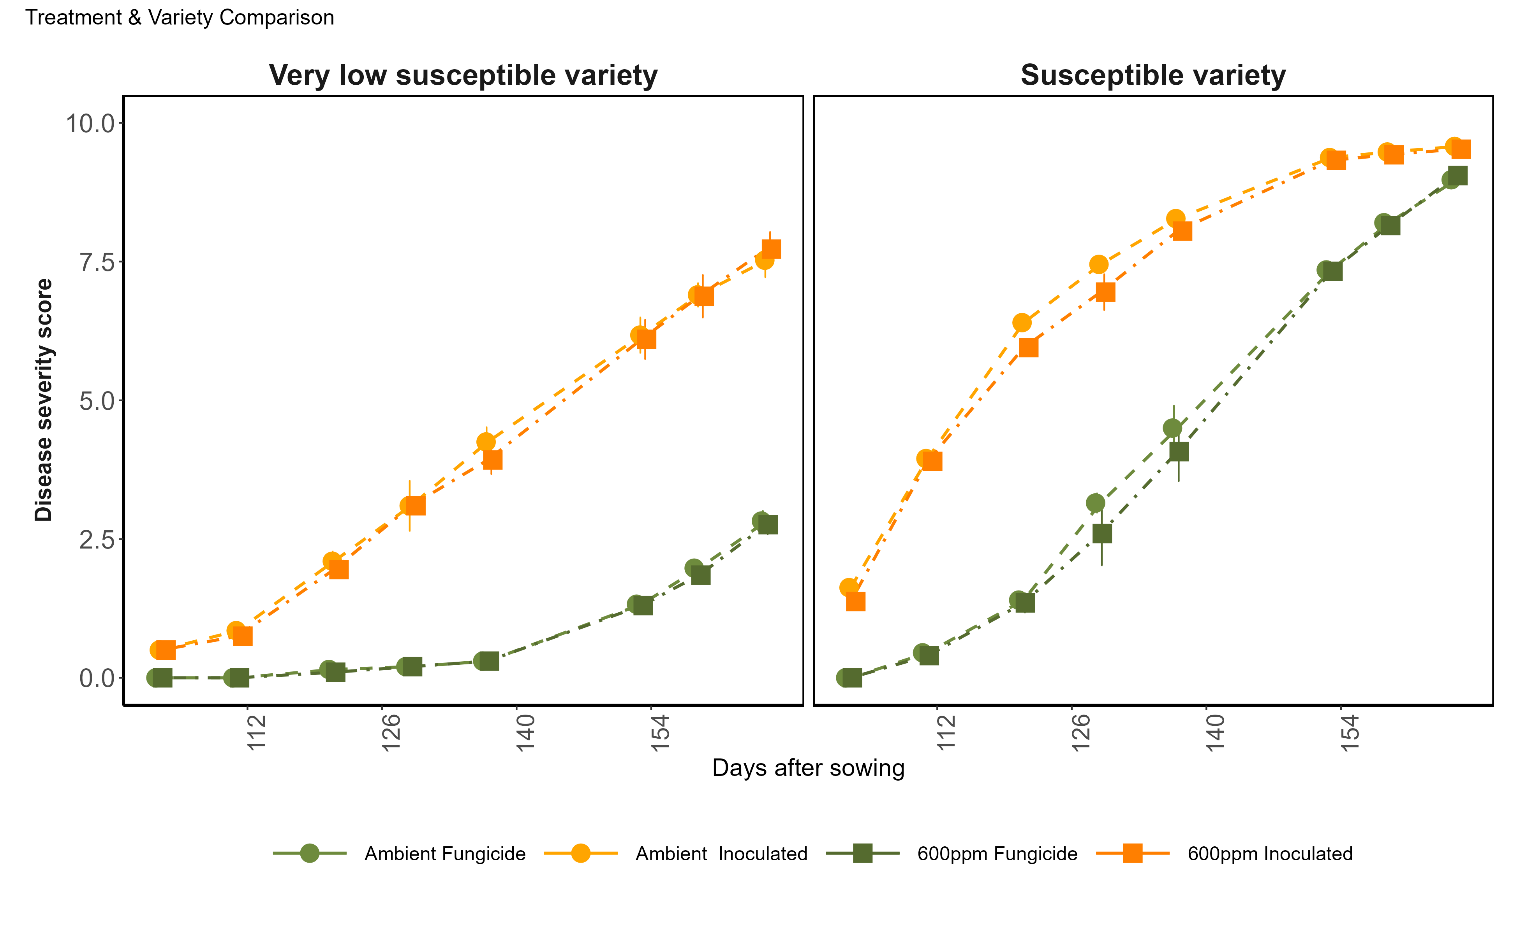 Treatment & Variety Comparison
Very low susceptible variety
Susceptible variety
Disease severity score
10.0
7.5
5.0
2.5
0.0
112
126
140
154
112
126
140
154
Days after sowing
Ambient Fungicide
Ambient  Inoculated
600ppm Fungicide
600ppm Inoculated